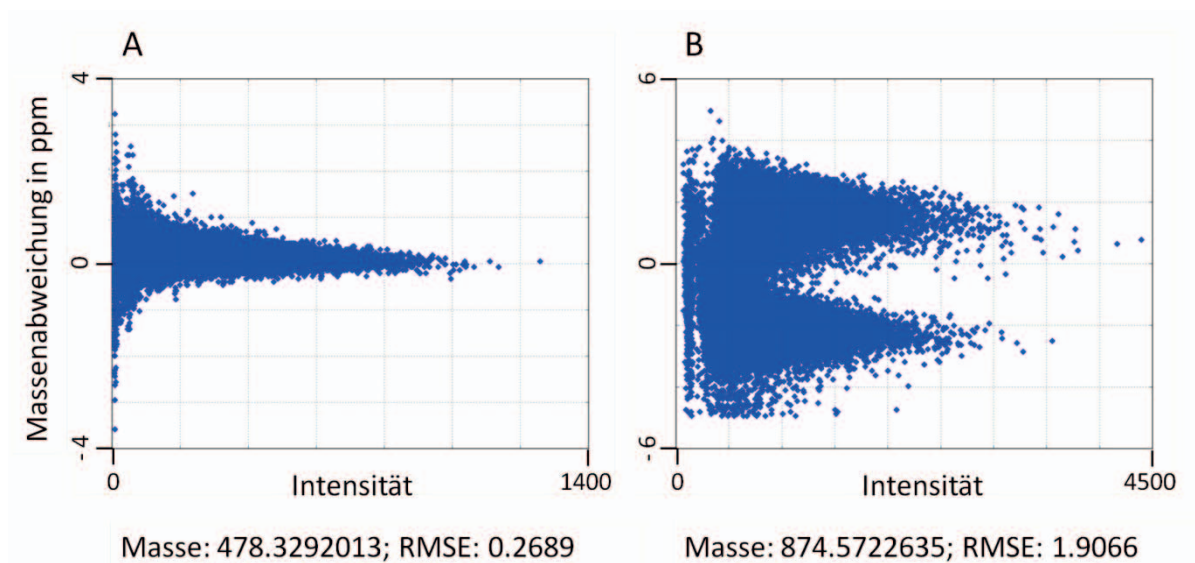 A
B
Massenabweichung in ppm
4
0
-4
0
Intensität
1400
6
0
-6
0
Intensität
4500
Masse: 478.3292013; RMSE: 0.2689
Masse: 874.5722635; RMSE: 1.9066